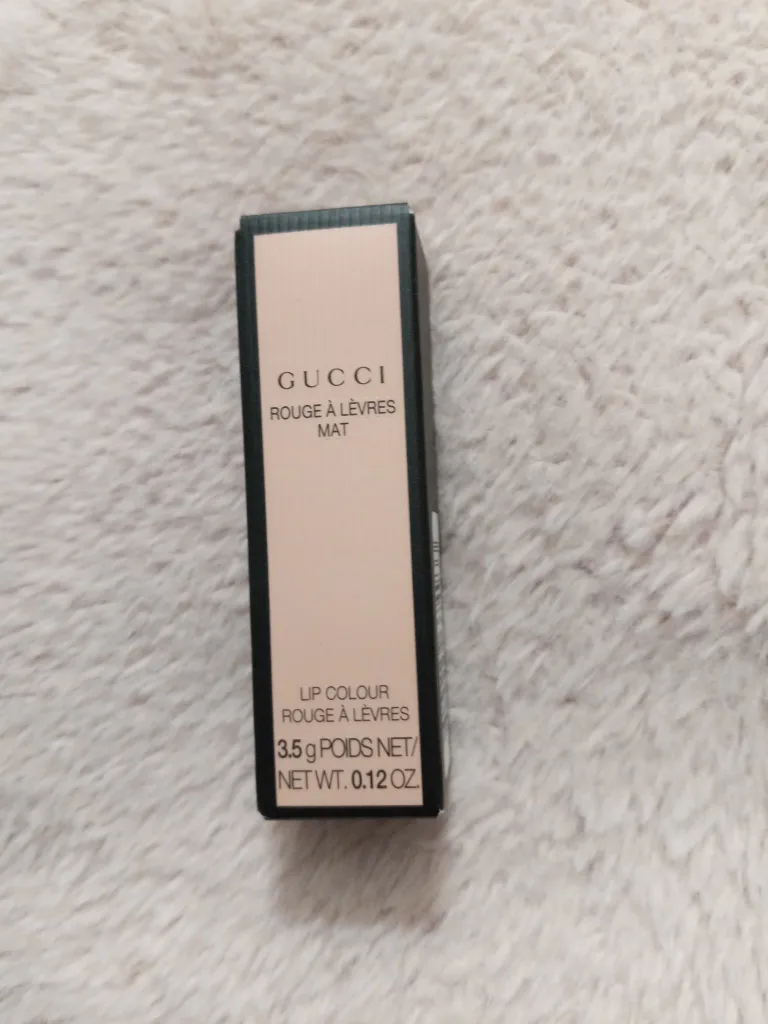 GUCCI
ROUGE À LÈVRES
MAT
LIP COLOUR
ROUGE À LÈVRES
3.5 g POIDS NET/
NET WT. 0.12 OZ.